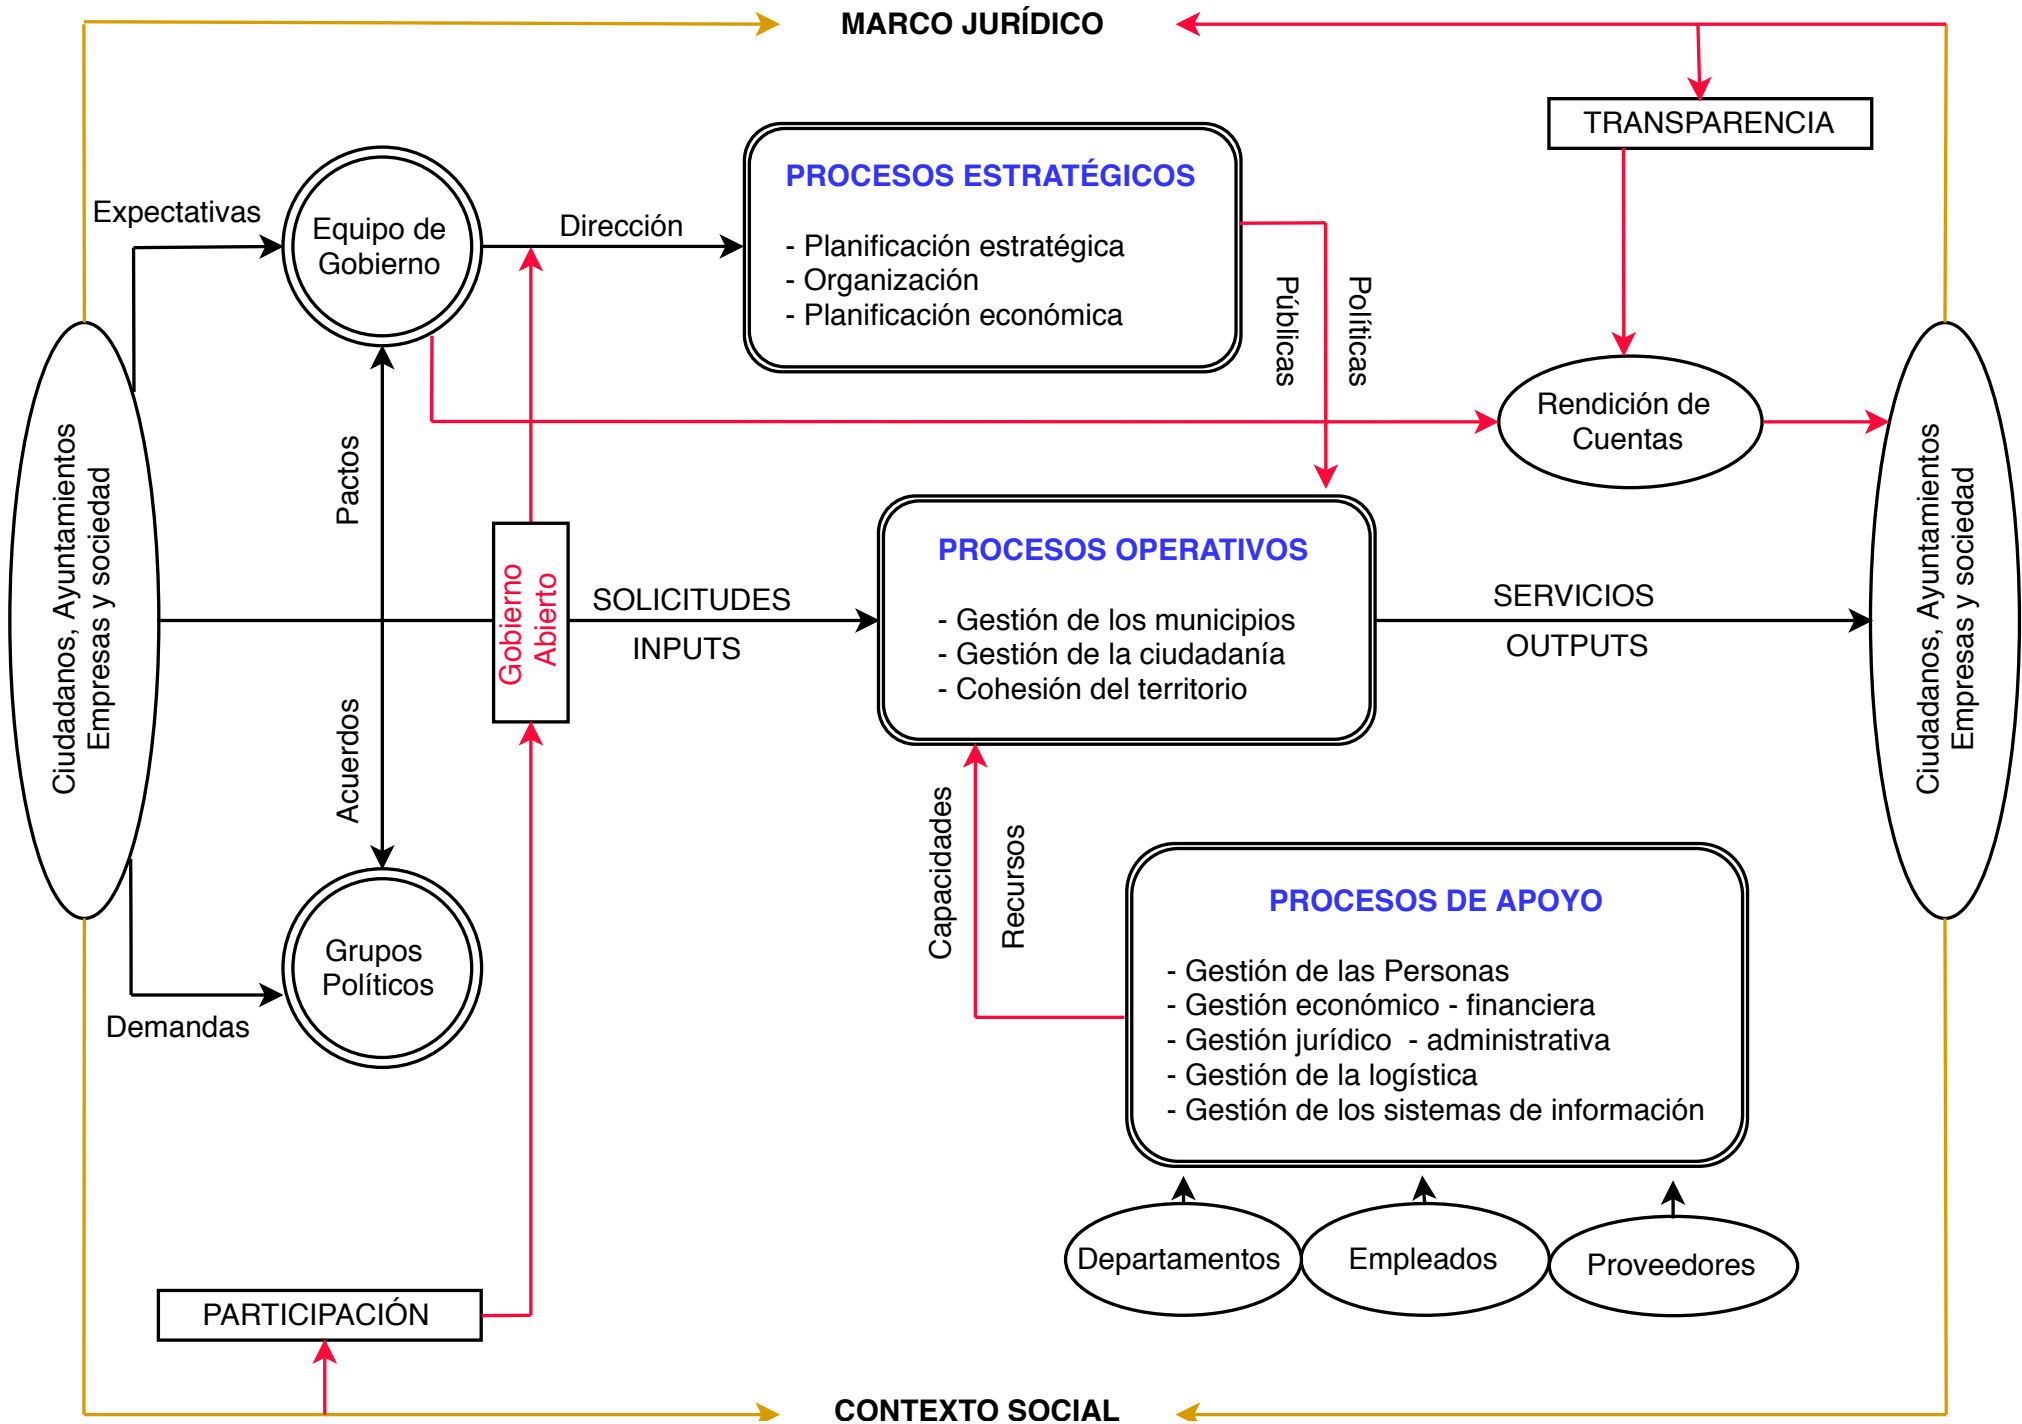 MARCO JURÍDICO
TRANSPARENCIA
Expectativas
Equipo de
Gobierno
Dirección
PROCESOS ESTRATÉGICOS
- Planificación estratégica
- Organización
- Planificación económica
Políticas
Públicas
Rendición de
Cuentas
Ciudadanos, Ayuntamientos
Empresas y sociedad
Pactos
Acuerdos
Gobierno
Abierto
SOLICITUDES
INPUTS
PROCESOS OPERATIVOS
- Gestión de los municipios
- Gestión de la ciudadanía
- Cohesión del territorio
SERVICIOS
OUTPUTS
Ciudadanos, Ayuntamientos
Empresas y sociedad
Capacidades
Recursos
Grupos
Políticos
Demandas
PROCESOS DE APOYO
- Gestión de las Personas
- Gestión económico - financiera
- Gestión jurídico  - administrativa
- Gestión de la logística
- Gestión de los sistemas de información
Departamentos
Empleados
Proveedores
PARTICIPACIÓN
CONTEXTO SOCIAL